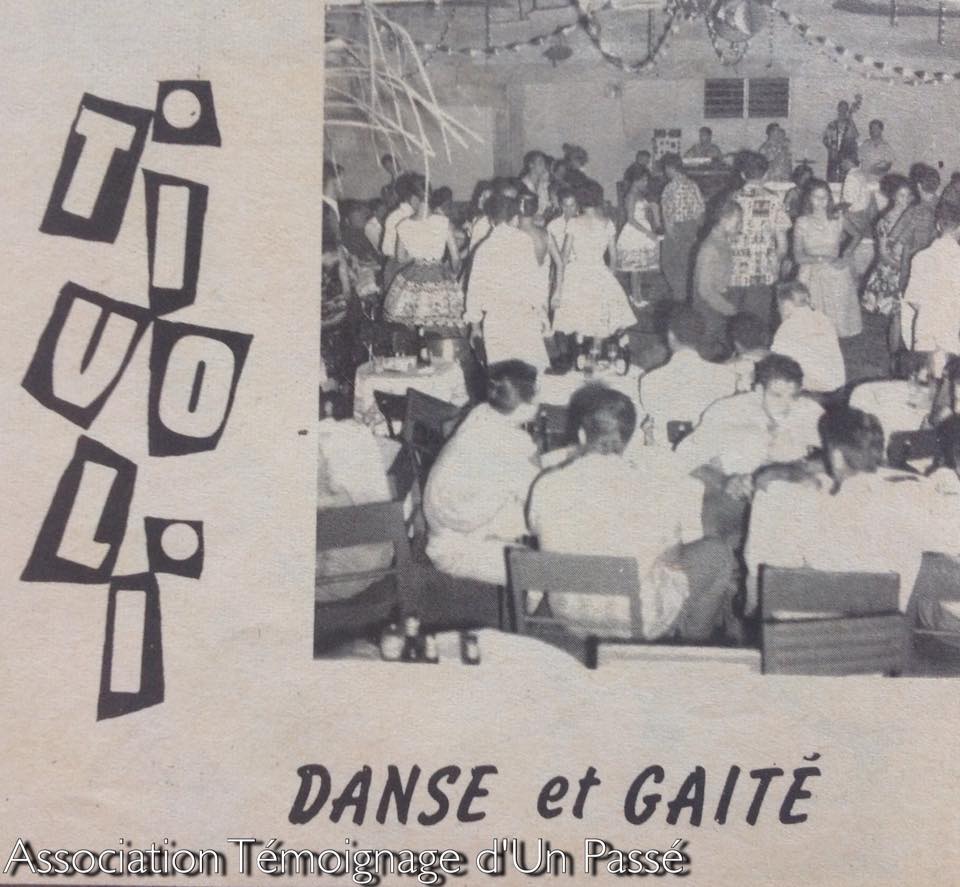 TiVOLi
DANSE et GAITÉ
Association Témoignage d'Un Passé